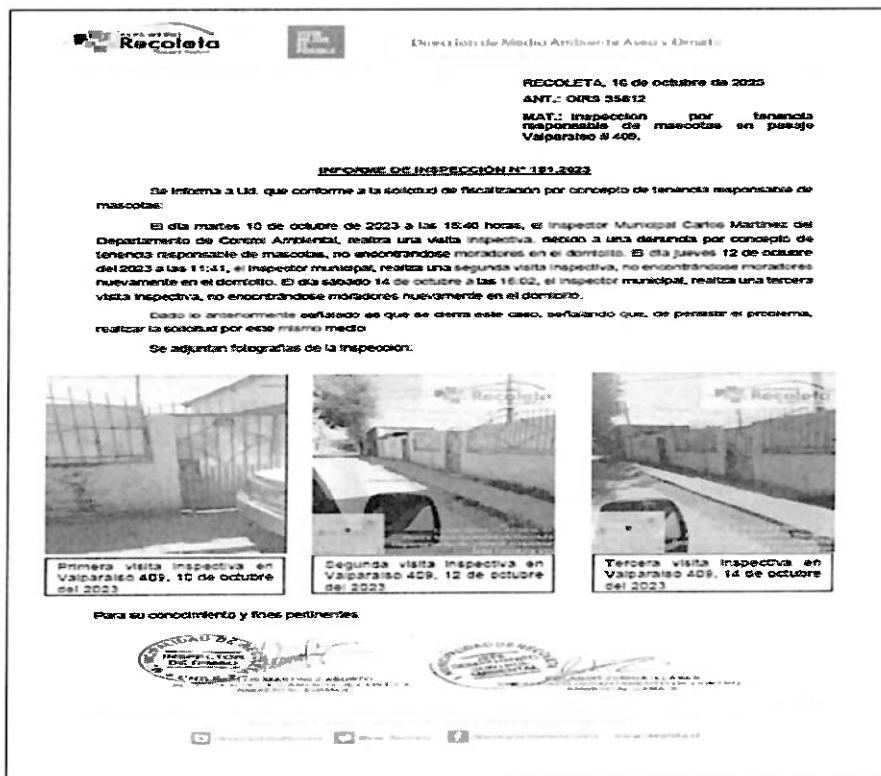 Recoleta
Dirección de Medio Ambiente Aseo y Ornato
RECOLETA, 16 de octubre de 2023
ANT.: OIRS 35612
MAT.: Inspección por tenencia
responsable de mascotas en pasaje
Valparaíso # 409.
INFORME DE INSPECCIÓN N° 191.2023
Se informa a Ud. que conforme a la solicitud de fiscalización por concepto de tenencia responsable de
mascotas:
El día martes 10 de octubre de 2023 a las 15:40 horas, el Inspector Municipal Carlos Martínez del
Departamento de Control Ambiental, realiza una visita inspectiva, debido a una denuncia por concepto de
tenencia responsable de mascotas, no encontrándose moradores en el domicilio. El día jueves 12 de octubre
del 2023 a las 11:41, el inspector municipal, realiza una segunda visita inspectiva, no encontrándose moradores
nuevamente en el domicilio. El día sábado 14 de octubre a las 16:02, el inspector municipal, realiza una tercera
visita inspectiva, no encontrándose moradores nuevamente en el domicilio.
Dado lo anteriormente señalado es que se cierra este caso, señalando que, de persistir el problema,
realizar la solicitud por este mismo medio
Se adjuntan fotografías de la inspección:
Recoleta
Recoleta
Primera visita inspectiva en
Valparaíso 409, 10 de octubre
del 2023
Segunda visita inspectiva en
Valparaíso 409, 12 de octubre
del 2023
Tercera visita inspectiva en
Valparaíso 409, 14 de octubre
del 2023
Para su conocimiento y fines pertinentes
INSPECTOR